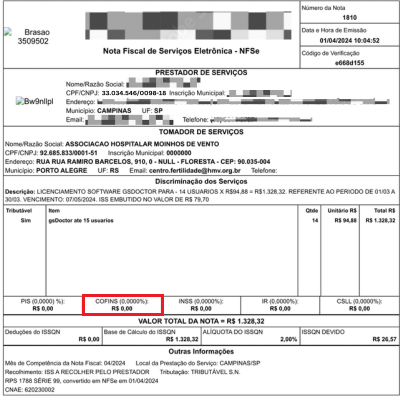 Número da Nota
1810
Data e Hora de Emissão
01/04/2024 10:04:52
Código de Verificação
e668d155
Brasao
3509502
Nota Fiscal de Serviços Eletrônica - NFSe
PRESTADOR DE SERVIÇOS
Nome/Razão Social:
CPF/CNPJ: 33.034.546/0098-18 Inscrição Municipal:
Bw9nllpl
Endereço:
Município: CAMPINAS UF: SP
Email: Telefone:
TOMADOR DE SERVIÇOS
Nome/Razão Social: ASSOCIACAO HOSPITALAR MOINHOS DE VENTO
CPF/CNPJ: 92.685.833/0001-51 Inscrição Municipal: 0000000
Endereço: RUA RUA RAMIRO BARCELOS, 910, 0 - NULL - FLORESTA - CEP: 90.035-004
Município: PORTO ALEGRE UF: RS Email: centro.fertilidade@hmv.org.br Telefone:
Discriminação dos Serviços
Descrição: LICENCIAMENTO SOFTWARE GSDOCTOR PARA - 14 USUARIOS X R$94,88 = R$1.328,32. REFERENTE AO PERIODO DE 01/03 A
30/03. VENCIMENTO: 07/05/2024. ISS EMBUTIDO NO VALOR DE R$ 79,70
Tributável Item Qtde Unitário R$ Total R$
Sim gsDoctor ate 15 usuarios 14 R$ 94,88 R$ 1.328,32
PIS (0,0000) %): COFINS (0,0000%): INSS (0,0000%): IR (0,0000%): CSLL (0,0000%):
R$ 0,00 R$ 0,00 R$ 0,00 R$ 0,00 R$ 0,00
VALOR TOTAL DA NOTA = R$ 1.328,32
Deduções do ISSQN Base de Cálculo do ISSQN ALÍQUOTA DO ISSQN ISSQN DEVIDO
R$ 0,00 R$ 1.328,32 2,00% R$ 26,57
Outras Informações
Mês de Competência da Nota Fiscal: 04/2024 Local da Prestação do Serviço: CAMPINAS/SP
Recolhimento: ISS A RECOLHER PELO PRESTADOR Tributação: TRIBUTÁVEL S.N.
RPS 1788 SÉRIE 99, convertido em NFSe em 01/04/2024
CNAE: 620230002